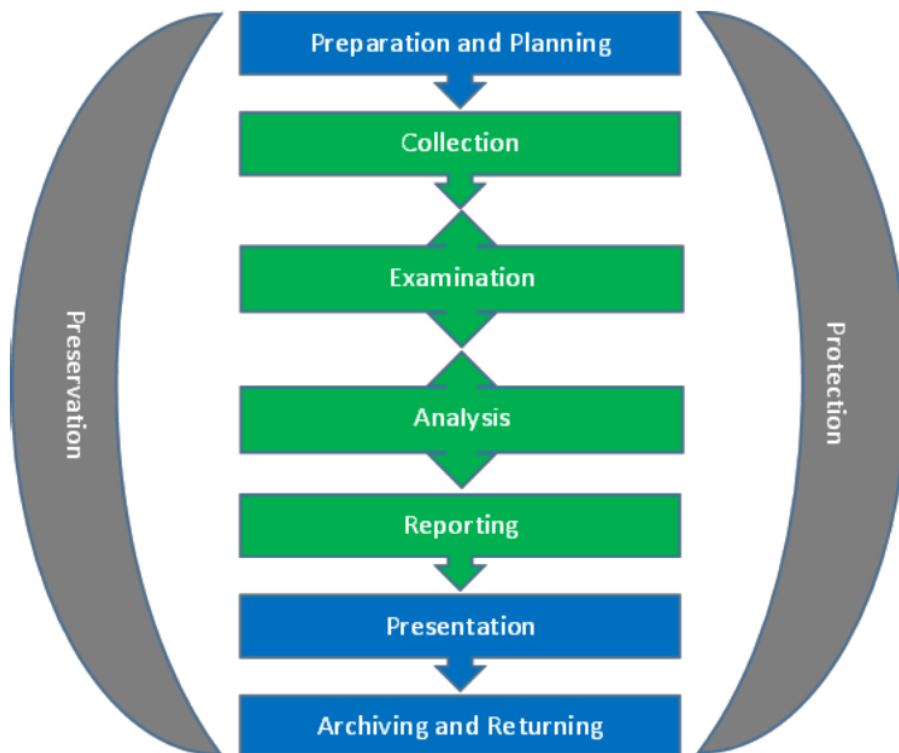 Preparation and Planning
Collection
Examination
Preservation
Protection
Analysis
Reporting
Presentation
Archiving and Returning